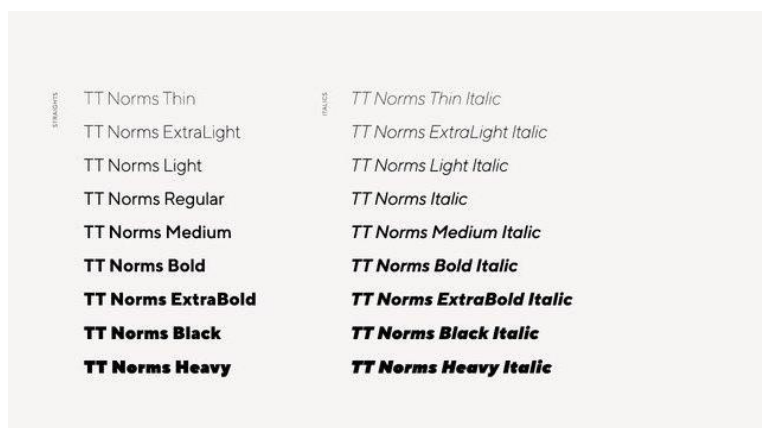 STRAIGHTS
TT Norms Thin
TT Norms ExtraLight
TT Norms Light
TT Norms Regular
TT Norms Medium
TT Norms Bold
TT Norms ExtraBold
TT Norms Black
TT Norms Heavy
ITALICS
TT Norms Thin Italic
TT Norms ExtraLight Italic
TT Norms Light Italic
TT Norms Italic
TT Norms Medium Italic
TT Norms Bold Italic
TT Norms ExtraBold Italic
TT Norms Black Italic
TT Norms Heavy Italic